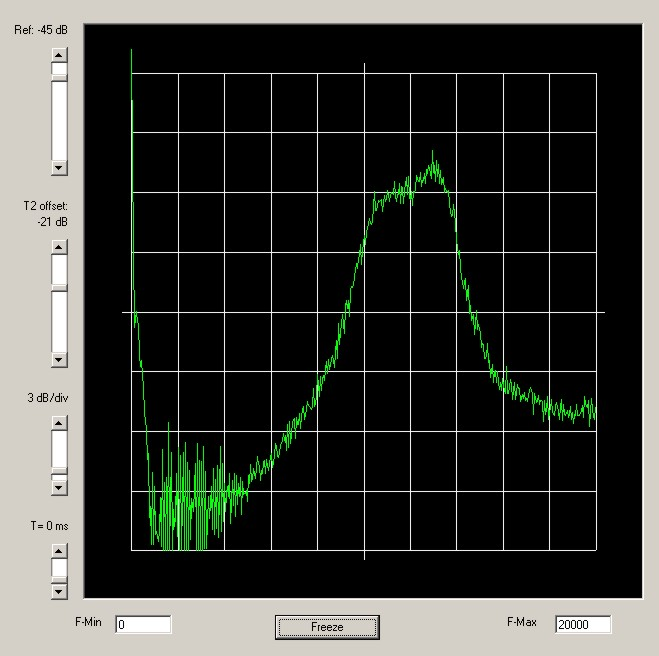 Ref: -45 dB
T2 offset:
-21 dB
3 dB/div
T= 0 ms
F-Min 0 Freeze F-Max 20000